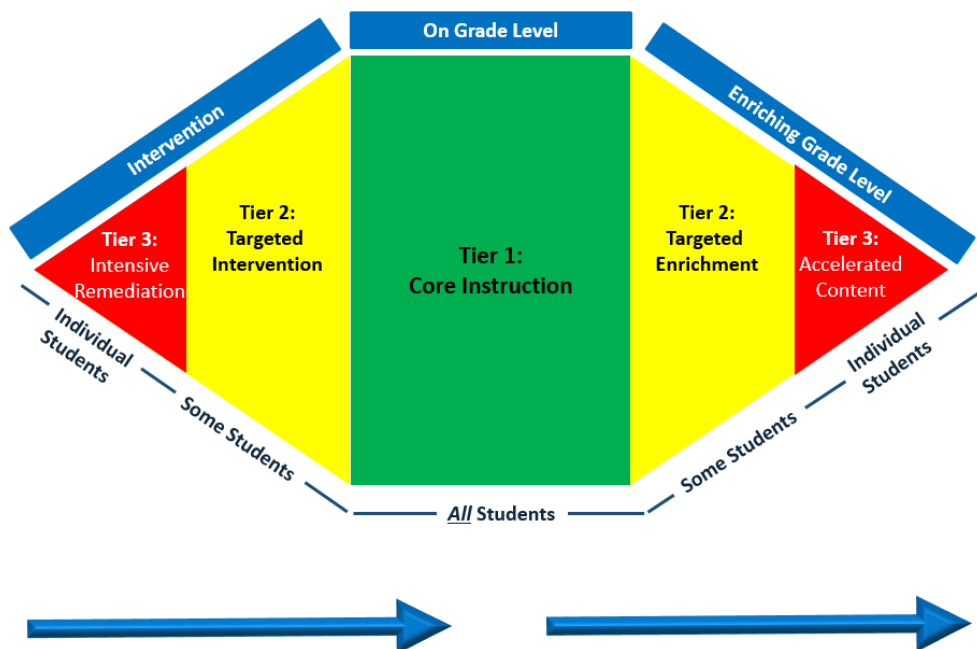 On Grade Level
Intervention
Enriching Grade Level
Tier 3:
Intensive
Remediation
Tier 2:
Targeted
Intervention
Tier 1:
Core Instruction
Tier 2:
Targeted
Enrichment
Tier 3:
Accelerated
Content
Individual
Students
Some Students
All Students
Some Students
Individual
Students